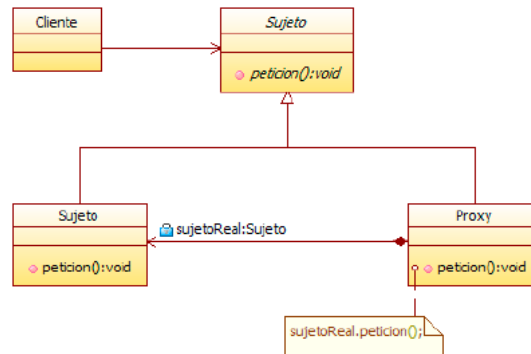 Cliente
Sujeto
peticion():void
Sujeto
peticion():void
sujetoReal:Sujeto
Proxy
peticion():void
sujetoReal.peticion();